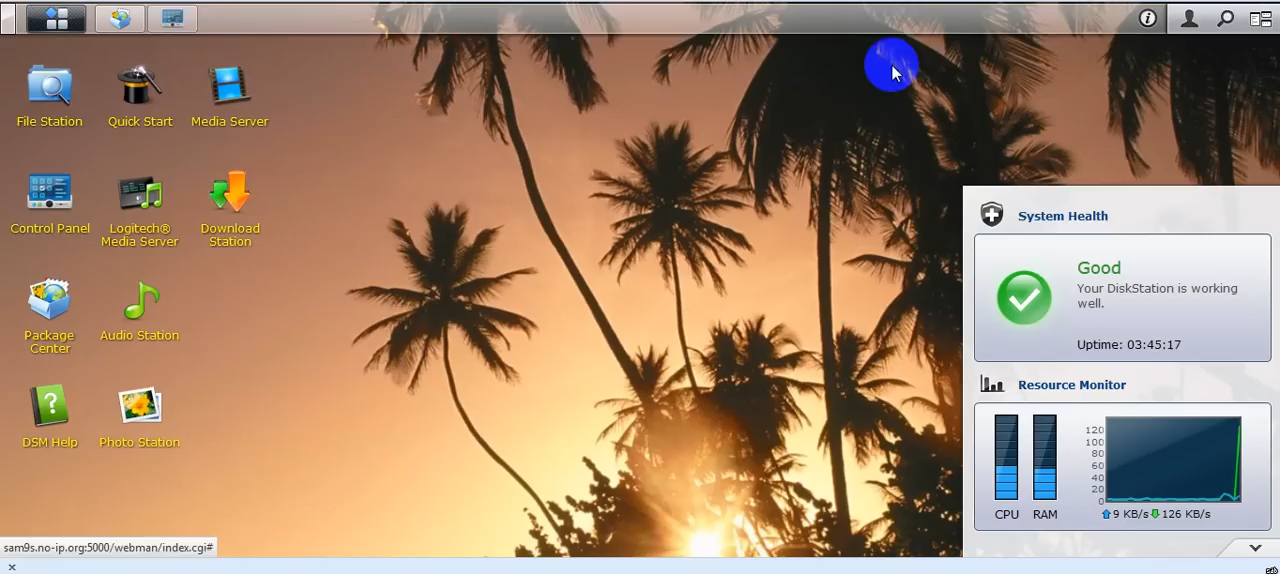 File Station
Quick Start
Media Server
Control Panel
Logitech®
Media Server
Download
Station
Package
Center
Audio Station
DSM Help
Photo Station
System Health
Good
Your DiskStation is working
well.
Uptime: 03:45:17
Resource Monitor
120
100
80
60
40
20
0
CPU
RAM
9 KB/s
126 KB/s
sam9s.no-ip.org:5000/webman/index.cgi#